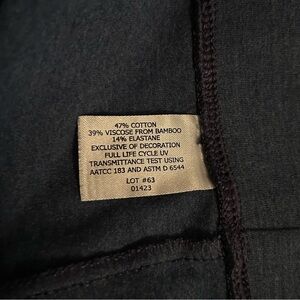 47% COTTON
39% VISCOSE FROM BAMBOO
14% ELASTANE
EXCLUSIVE OF DECORATION
FULL LIFE CYCLE UV
TRANSMITTANCE TEST USING
AATCC 183 AND ASTM D 6544
LOT #63
01423